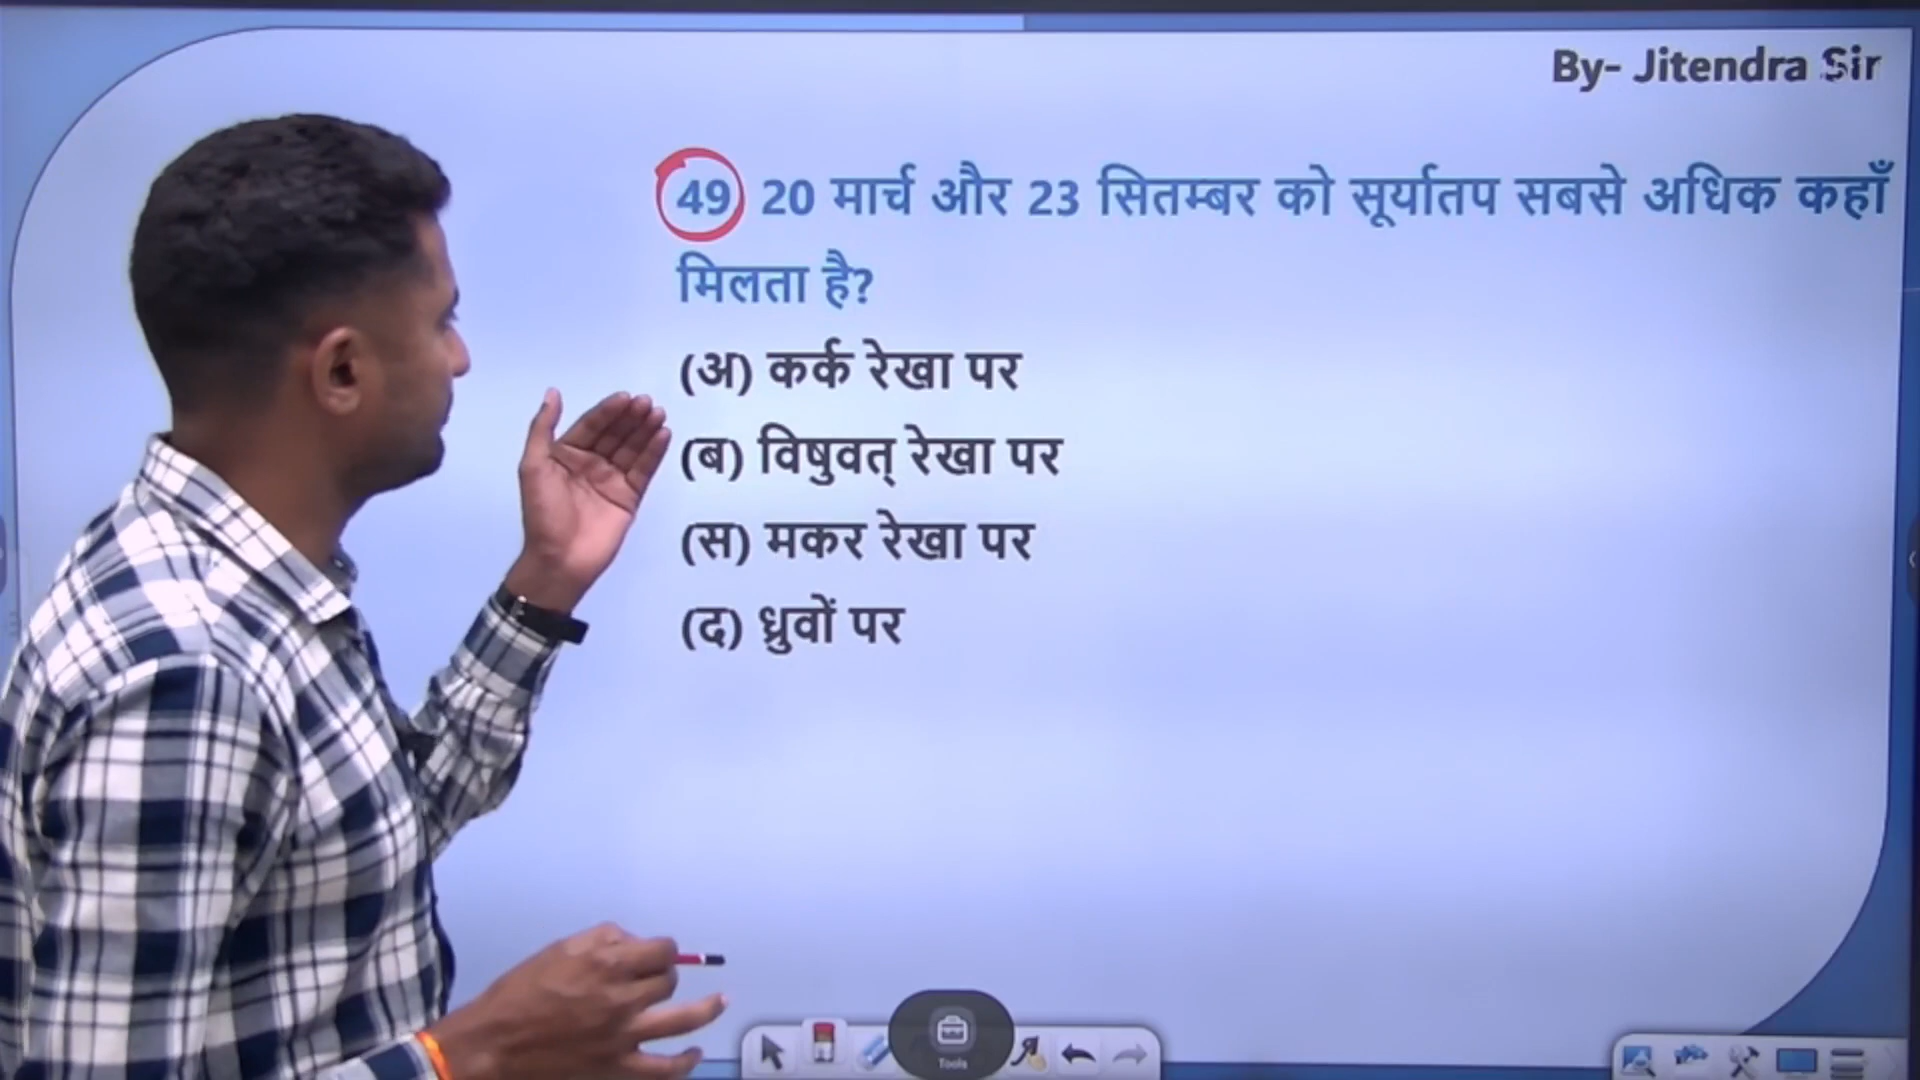 By- Jitendra Sir
49 20 मार्च और 23 सितम्बर को सूर्यातप सबसे अधिक कहाँ
मिलता है?
(अ) कर्क रेखा पर
(ब) विषुवत् रेखा पर
(स) मकर रेखा पर
(द) ध्रुवों पर
Tools